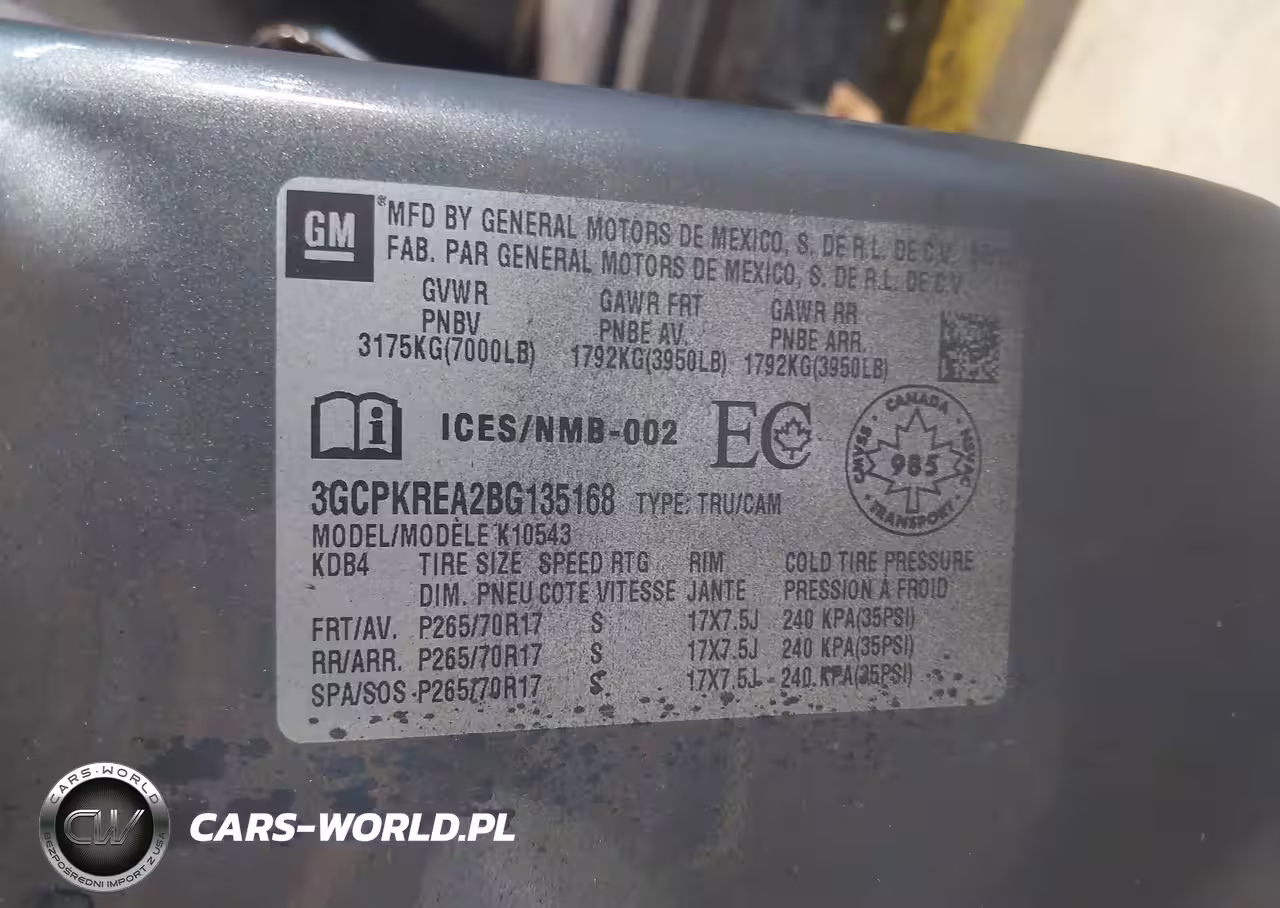 GM
®MFD BY GENERAL MOTORS DE MEXICO, S. DE R.L. DE C.V.
FAB. PAR GENERAL MOTORS DE MEXICO, S. DE R.L. DE C.V.
GVWR GAWR FRT GAWR RR
PNBV PNBE AV. PNBE ARR.
3175KG(7000LB) 1792KG(3950LB) 1792KG(3950LB)
i ICES/NMB-002 EC
CANADA
CMVSS 985 NSVAC
TRANSPORT
3GCPKREA2BG135168 TYPE: TRU/CAM
MODEL/MODÈLE K10543
KDB4 TIRE SIZE SPEED RTG RIM COLD TIRE PRESSURE
DIM. PNEU COTE VITESSE JANTE PRESSION À FROID
FRT/AV. P265/70R17 S 17X7.5J 240 KPA(35PSI)
RR/ARR. P265/70R17 S 17X7.5J 240 KPA(35PSI)
SPA/SOS P265/70R17 S 17X7.5J 240 KPA(35PSI)
CARS-WORLD
CW
BEZPOŚREDNI IMPORT Z USA
CARS-WORLD.PL